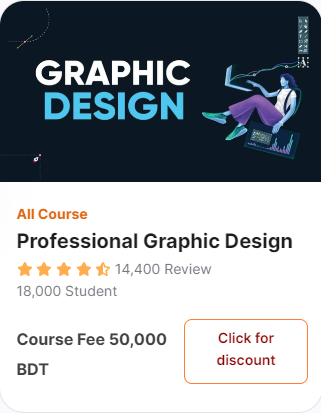 GRAPHIC
DESIGN
All Course
Professional Graphic Design
14,400 Review
18,000 Student
Course Fee 50,000
BDT
Click for
discount